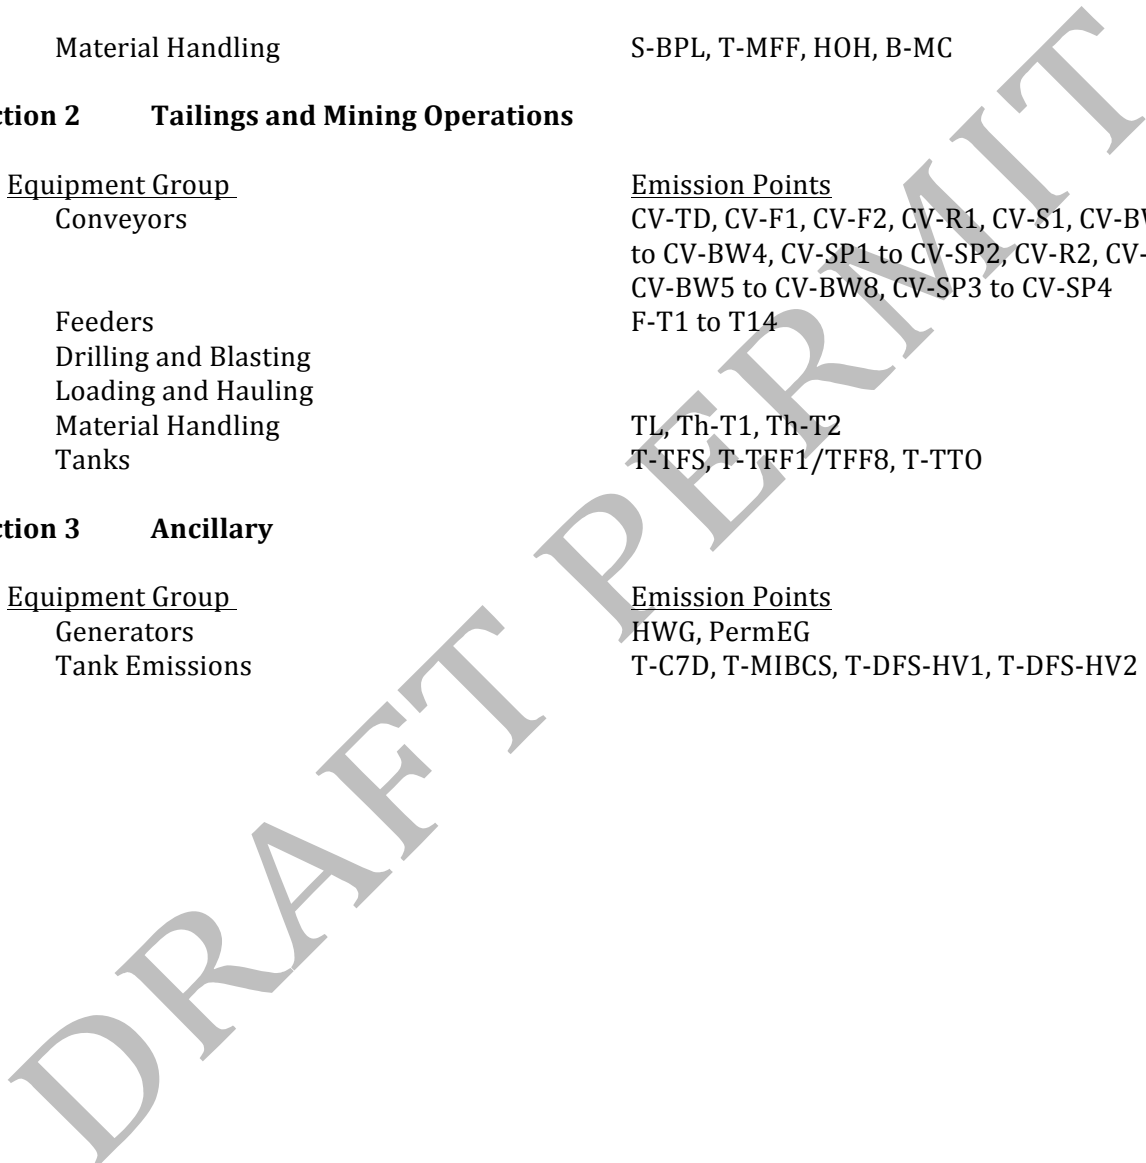 Material Handling S-BPL, T-MFF, HOH, B-MC
ction 2 Tailings and Mining Operations
Equipment Group Emission Points
Conveyors CV-TD, CV-F1, CV-F2, CV-R1, CV-S1, CV-BW
to CV-BW4, CV-SP1 to CV-SP2, CV-R2, CV-
CV-BW5 to CV-BW8, CV-SP3 to CV-SP4
Feeders F-T1 to T14
Drilling and Blasting
Loading and Hauling
Material Handling TL, Th-T1, Th-T2
Tanks T-TFS, T-TFF1/TFF8, T-TTO
ction 3 Ancillary
Equipment Group Emission Points
Generators HWG, PermEG
Tank Emissions T-C7D, T-MIBCS, T-DFS-HV1, T-DFS-HV2
DRAFT PERMIT